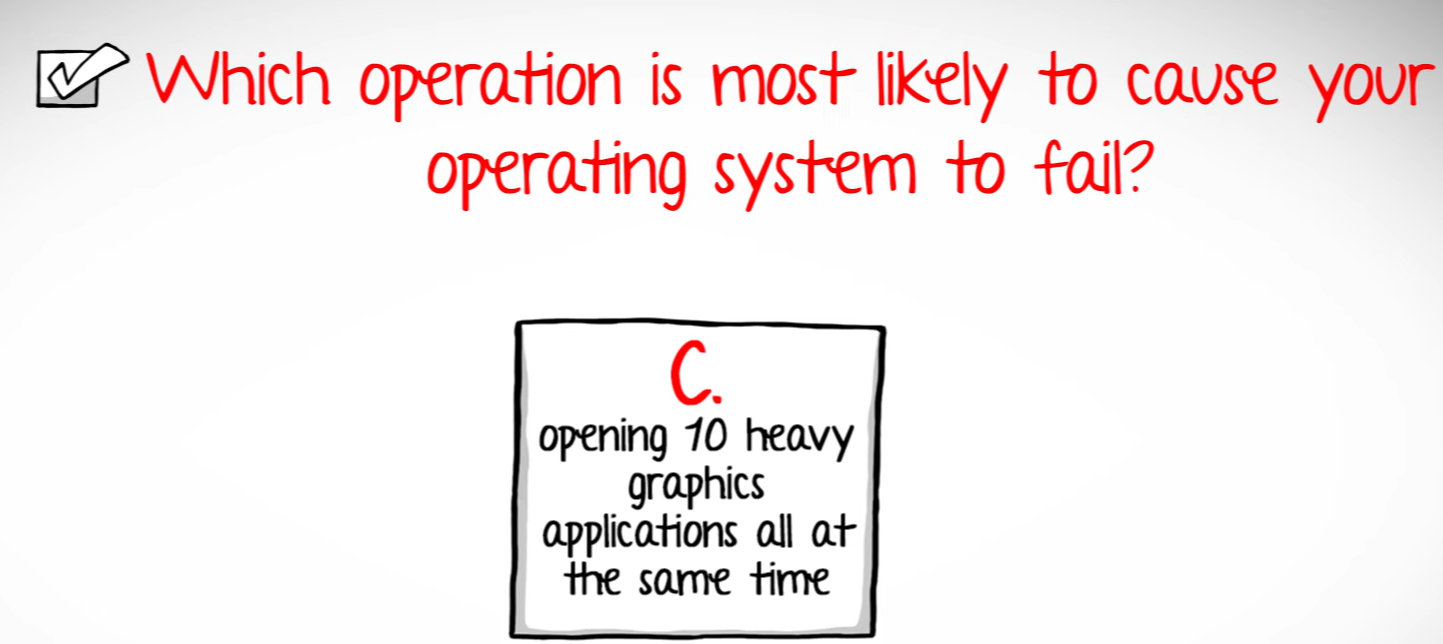 Which operation is most likely to cause your
operating system to fail?
C.
opening 10 heavy
graphics
applications all at
the same time